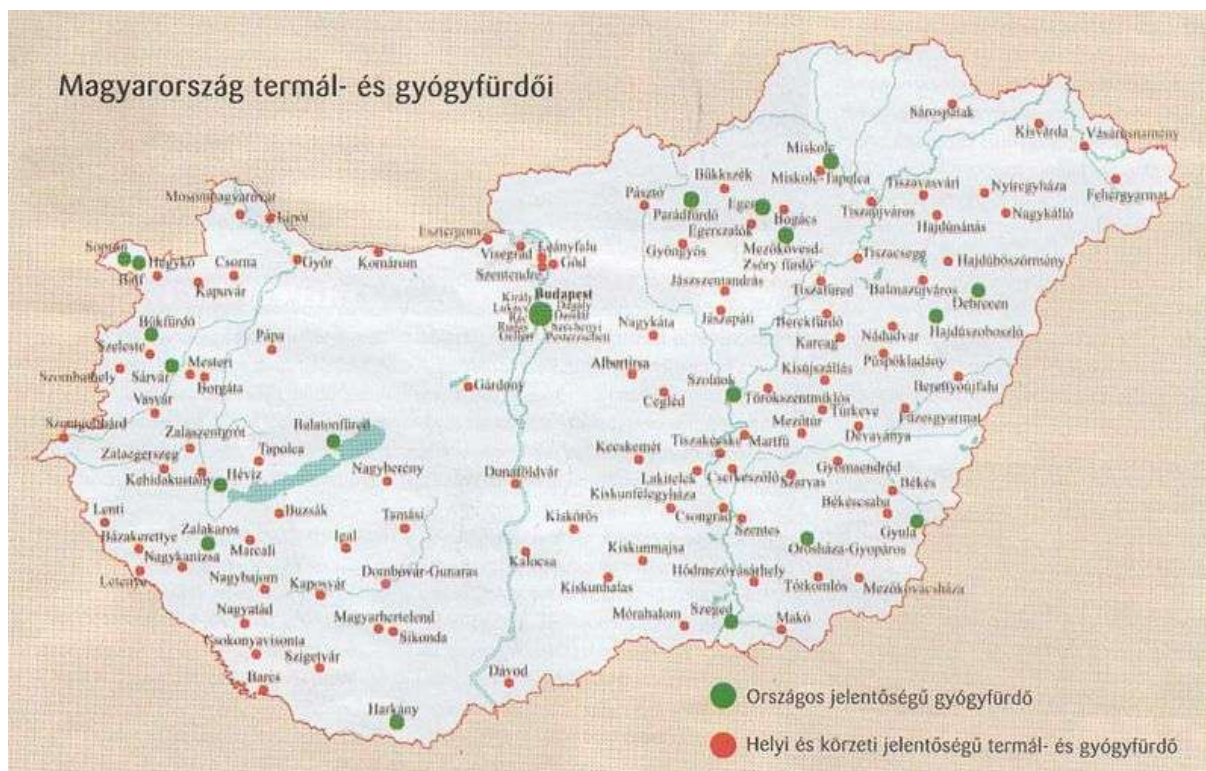 Magyarország termál- és gyógyfürdői
Sárospatak
Kisvárda
Vásárosnamény
Miskolc
Miskolc-Tapolca
Bükkszék
Pásztó
Parádfürdő
Eger
Bogács
Egerszalók
Gyöngyös
Mezőkövesd-
Zsóry fürdő
Tiszavasvári
Nyíregyháza
Fehérgyarmat
Tiszaújváros
Nagykálló
Hajdúnánás
Mosonmagyaróvár
Lipót
Esztergom
Visegrád
Leányfalu
Szentendre
Göd
Sopron
Hegykő
Balf
Csorna
Győr
Komárom
Kapuvár
Tiszacsege
Hajdúböszörmény
Jászszentandrás
Tiszafüred
Balmazújváros
Debrecen
Király
Budapest
Lukács
Rác
Rudas
Gellért
Széchenyi
Pesterzsébet
Bükfürdő
Pápa
Nagykáta
Jászapáti
Berekfürdő
Karcag
Nádudvar
Hajdúszoboszló
Szeleste
Mesteri
Szombathely
Sárvár
Borgáta
Gárdony
Albertirsa
Cegléd
Szolnok
Kisújszállás
Püspökladány
Berettyóújfalu
Vasvár
Törökszentmiklós
Túrkeve
Füzesgyarmat
Szentgotthárd
Zalaszentgrót
Balatonfüred
Mezőtúr
Dévaványa
Zalaegerszeg
Tapolca
Kecskemét
Tiszakécske
Martfű
Kehidakustány
Hévíz
Nagyberény
Dunaföldvár
Lakitelek
Cserkeszőlő
Szarvas
Gyomaendrőd
Kiskunfélegyháza
Békés
Lenti
Buzsák
Tamási
Kiskőrös
Csongrád
Szentes
Békéscsaba
Gyula
Bázakerettye
Zalakaros
Igal
Orosháza-Gyopáros
Nagykanizsa
Marcali
Kalocsa
Kiskunmajsa
Letenye
Nagybajom
Kaposvár
Dombóvár-Gunaras
Kiskunhalas
Hódmezővásárhely
Tótkomlós
Mezőkovácsháza
Nagyatád
Magyarhertelend
Sikonda
Mórahalom
Szeged
Makó
Csokonyavisonta
Szigetvár
Barcs
Dávod
Harkány
Országos jelentőségű gyógyfürdő
Helyi és körzeti jelentőségű termál- és gyógyfürdő